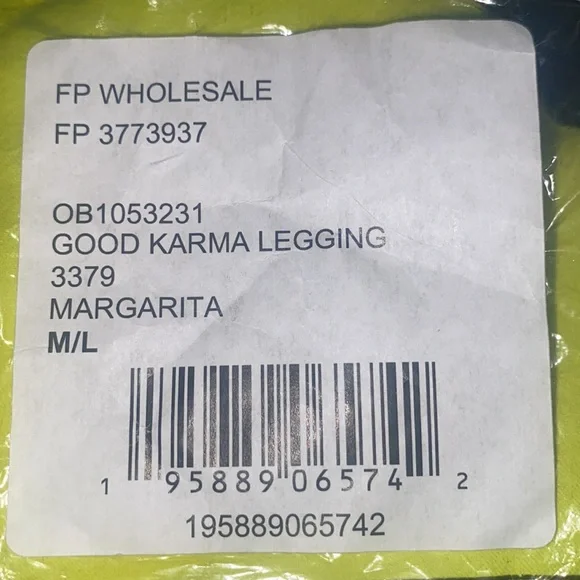 FP WHOLESALE
FP 3773937
OB1053231
GOOD KARMA LEGGING
3379
MARGARITA
M/L
1 95889 06574 2
195889065742